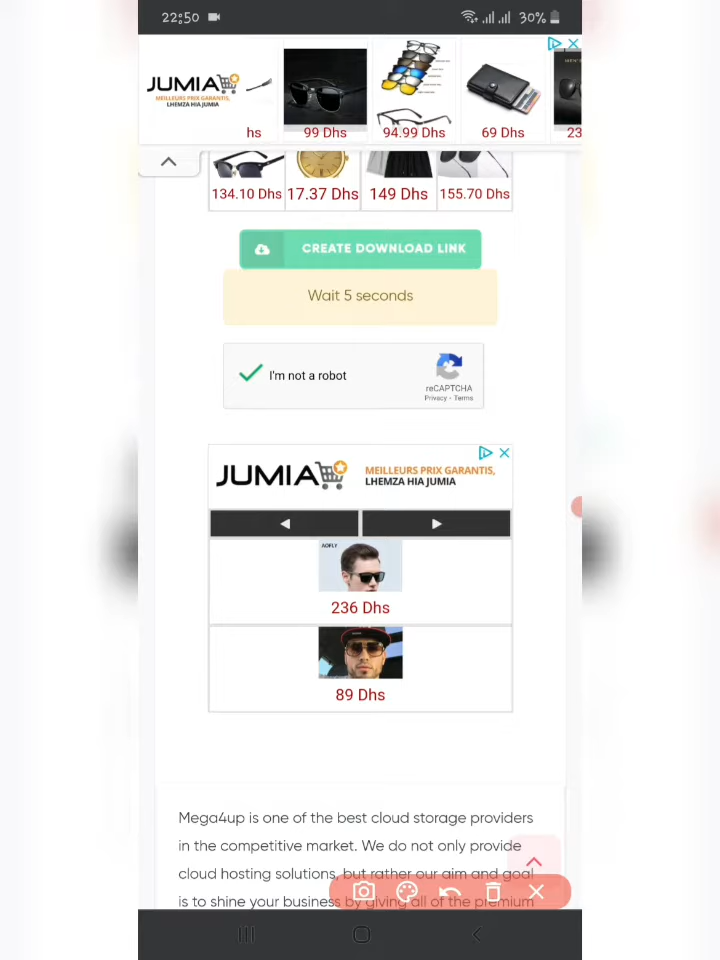 22:50
30%
JUMIA
MEILLEURS PRIX GARANTIS,
LHEMZA HIA JUMIA
hs
99 Dhs
94.99 Dhs
69 Dhs
23
134.10 Dhs
17.37 Dhs
149 Dhs
155.70 Dhs
CREATE DOWNLOAD LINK
Wait 5 seconds
I'm not a robot
reCAPTCHA
Privacy - Terms
JUMIA
MEILLEURS PRIX GARANTIS,
LHEMZA HIA JUMIA
AOFLY
236 Dhs
89 Dhs
Mega4up is one of the best cloud storage providers
in the competitive market. We do not only provide
cloud hosting solutions, but rather our aim and goal
is to shine your business by giving all of the premium